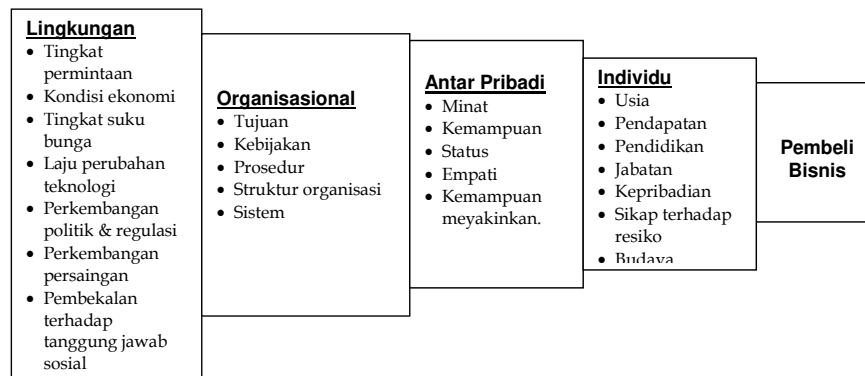 Lingkungan
• Tingkat
permintaan
• Kondisi ekonomi
• Tingkat suku
bunga
• Laju perubahan
teknologi
• Perkembangan
politik & regulasi
• Perkembangan
persaingan
• Pembekalan
terhadap
tanggung jawab
sosial
Organisasional
• Tujuan
• Kebijakan
• Prosedur
• Struktur organisasi
• Sistem
Antar Pribadi
• Minat
• Kemampuan
• Status
• Empati
• Kemampuan
meyakinkan.
Individu
• Usia
• Pendapatan
• Pendidikan
• Jabatan
• Kepribadian
• Sikap terhadap
resiko
• Budaya
Pembeli
Bisnis